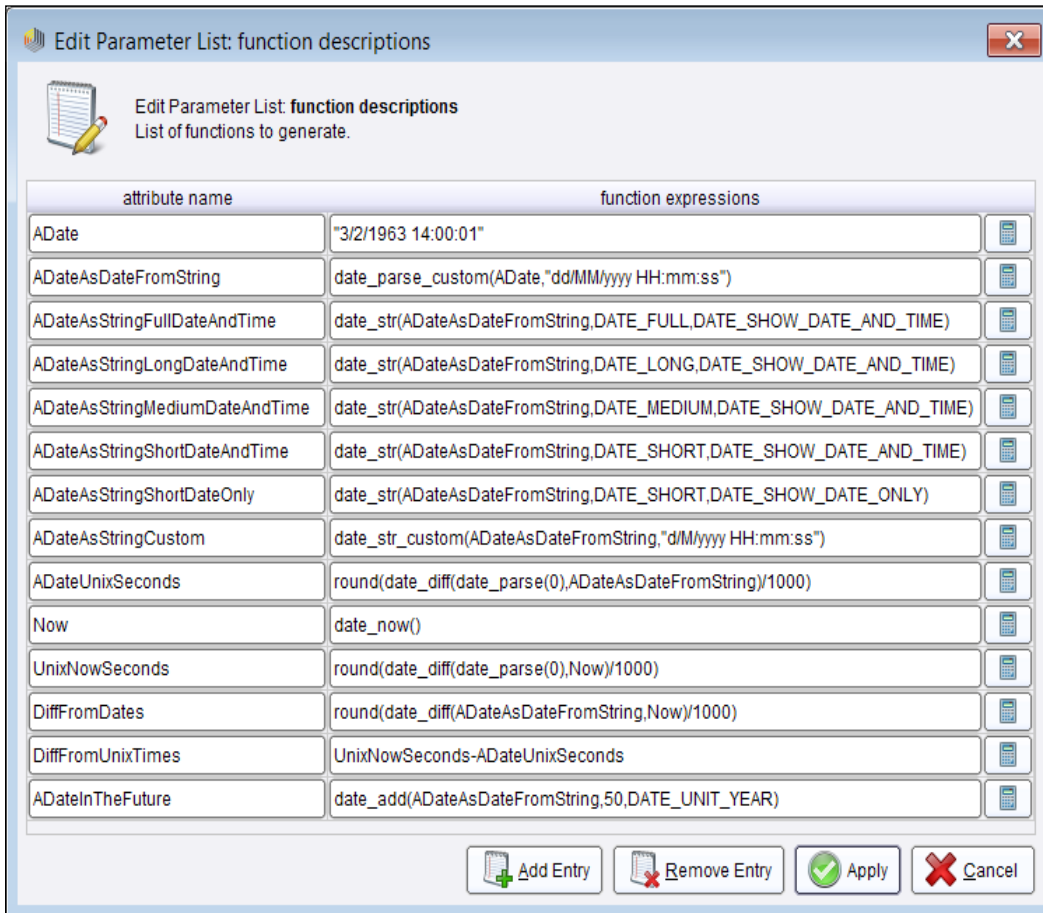 Edit Parameter List: function descriptions
Edit Parameter List: function descriptions
List of functions to generate.
attribute name function expressions
ADate "3/2/1963 14:00:01"
ADateAsDateFromString date_parse_custom(ADate,"dd/MM/yyyy HH:mm:ss")
ADateAsStringFullDateAndTime date_str(ADateAsDateFromString,DATE_FULL,DATE_SHOW_DATE_AND_TIME)
ADateAsStringLongDateAndTime date_str(ADateAsDateFromString,DATE_LONG,DATE_SHOW_DATE_AND_TIME)
ADateAsStringMediumDateAndTime date_str(ADateAsDateFromString,DATE_MEDIUM,DATE_SHOW_DATE_AND_TIME)
ADateAsStringShortDateAndTime date_str(ADateAsDateFromString,DATE_SHORT,DATE_SHOW_DATE_AND_TIME)
ADateAsStringShortDateOnly date_str(ADateAsDateFromString,DATE_SHORT,DATE_SHOW_DATE_ONLY)
ADateAsStringCustom date_str_custom(ADateAsDateFromString,"d/M/yyyy HH:mm:ss")
ADateUnixSeconds round(date_diff(date_parse(0),ADateAsDateFromString)/1000)
Now date_now()
UnixNowSeconds round(date_diff(date_parse(0),Now)/1000)
DiffFromDates round(date_diff(ADateAsDateFromString,Now)/1000)
DiffFromUnixTimes UnixNowSeconds-ADateUnixSeconds
ADateInTheFuture date_add(ADateAsDateFromString,50,DATE_UNIT_YEAR)
Add Entry Remove Entry Apply Cancel